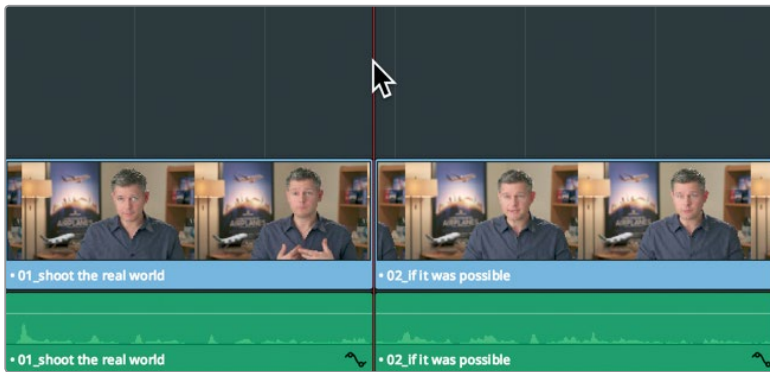 • 01_shoot the real world
• 02_if it was possible
• 01_shoot the real world
• 02_if it was possible